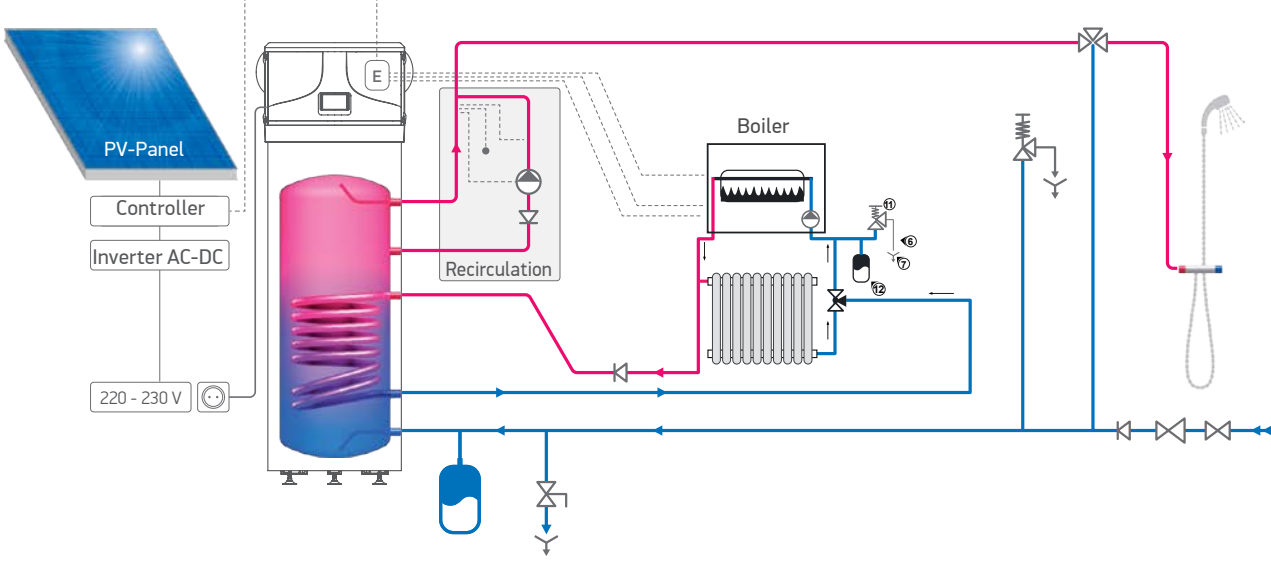 E
Boiler
PV-Panel
Controller
11
6
7
Inverter AC-DC
Recirculation
12
220 - 230 V